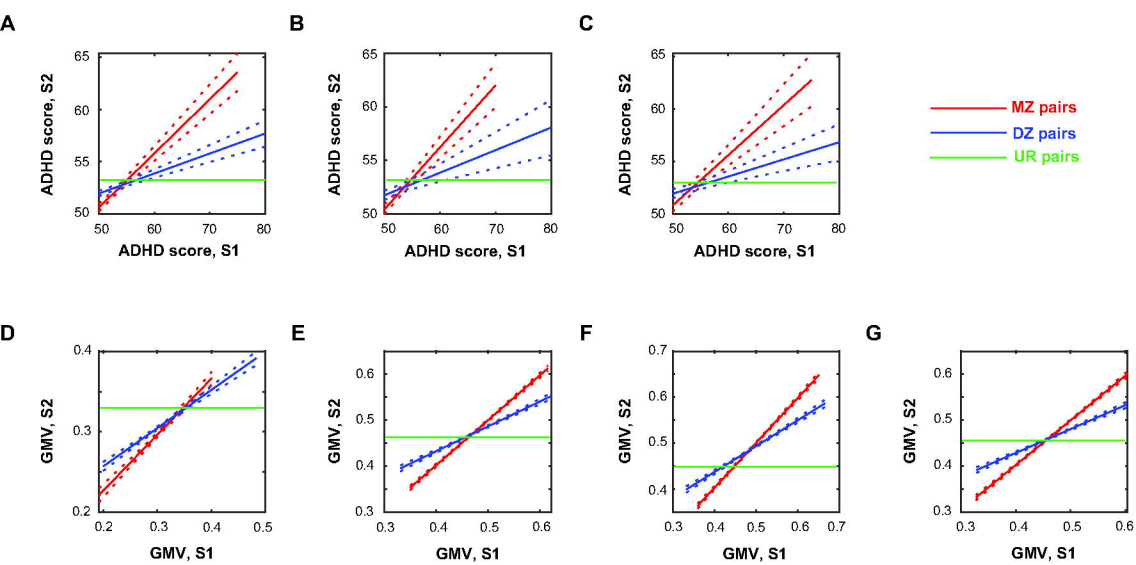 A
B
C
65
60
55
50
ADHD score, S2
50
60
70
80
ADHD score, S1
65
60
55
50
ADHD score, S2
50
60
70
80
ADHD score, S1
65
60
55
50
ADHD score, S2
50
60
70
80
ADHD score, S1
MZ pairs
DZ pairs
UR pairs
D
E
F
G
0.4
0.3
0.2
GMV, S2
0.2
0.3
0.4
0.5
GMV, S1
0.6
0.5
0.4
0.3
GMV, S2
0.3
0.4
0.5
0.6
GMV, S1
0.7
0.6
0.5
0.4
GMV, S2
0.3
0.4
0.5
0.6
0.7
GMV, S1
0.7
0.6
0.5
0.4
0.3
GMV, S2
0.3
0.4
0.5
0.6
GMV, S1